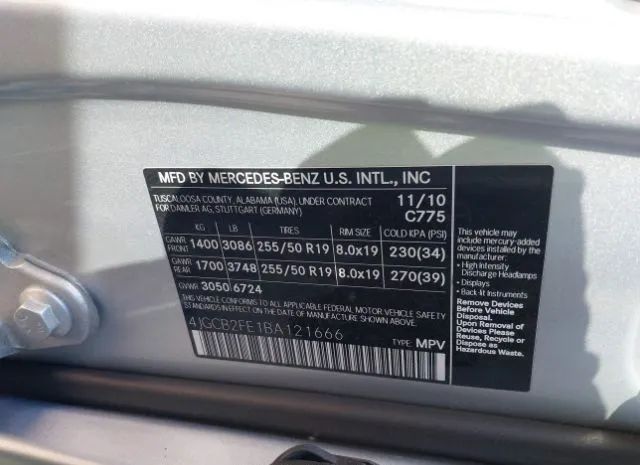 MFD BY MERCEDES-BENZ U.S. INTL., INC
TUSCALOOSA COUNTY, ALABAMA (USA), UNDER CONTRACT
FOR DAIMLER AG, STUTTGART (GERMANY)
11/10
C775
KG LB TIRES RIM SIZE COLD KPA (PSI)
GAWR FRONT 1400 3086 255/50 R19 8.0x19 230(34)
GAWR REAR 1700 3748 255/50 R19 8.0x19 270(39)
GVWR 3050 6724
THIS VEHICLE CONFORMS TO ALL APPLICABLE FEDERAL MOTOR VEHICLE SAFETY
STANDARDS IN EFFECT ON THE DATE OF MANUFACTURE SHOWN ABOVE.
4JGCB2FE1BA121666
TYPE: MPV
This vehicle may
include mercury-added
devices installed by the
manufacturer:
• High Intensity
Discharge Headlamps
• Displays
• Back-lit Instruments
Remove Devices
Before Vehicle
Disposal.
Upon Removal of
Devices Please
Reuse, Recycle or
Dispose as
Hazardous Waste.